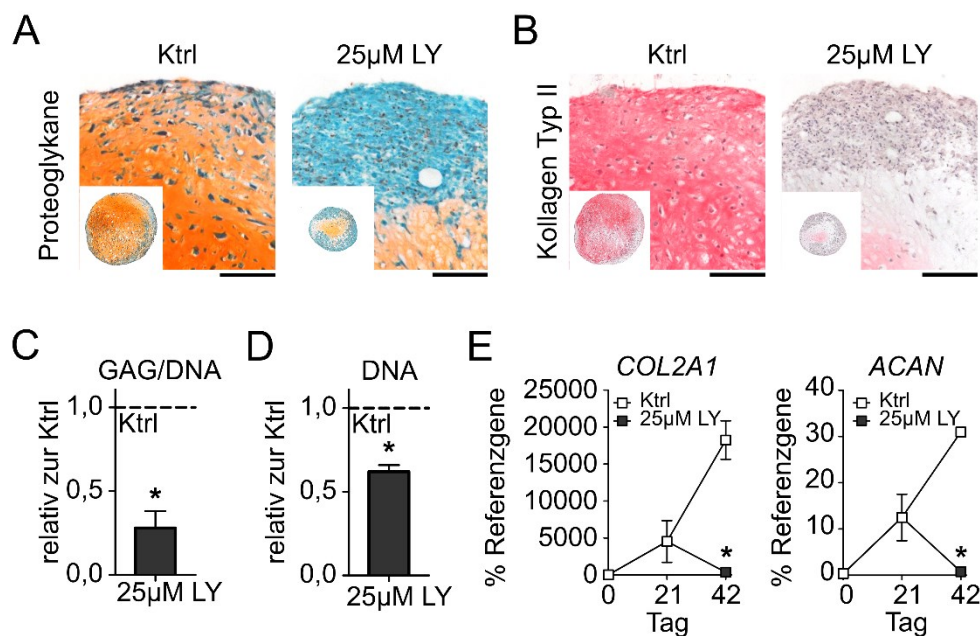 A
Ktrl
25µM LY
Proteoglykane
B
Ktrl
25µM LY
Kollagen Typ II
C
GAG/DNA
relativ zur Ktrl
1,0
0,5
0,0
Ktrl
*
25µM LY
D
DNA
relativ zur Ktrl
1,0
0,5
0,0
Ktrl
*
25µM LY
E
COL2A1
% Referenzgene
25000
20000
15000
10000
5000
0
Ktrl
25µM LY
*
0 21 42
Tag
ACAN
% Referenzgene
40
30
20
10
0
Ktrl
25µM LY
*
0 21 42
Tag